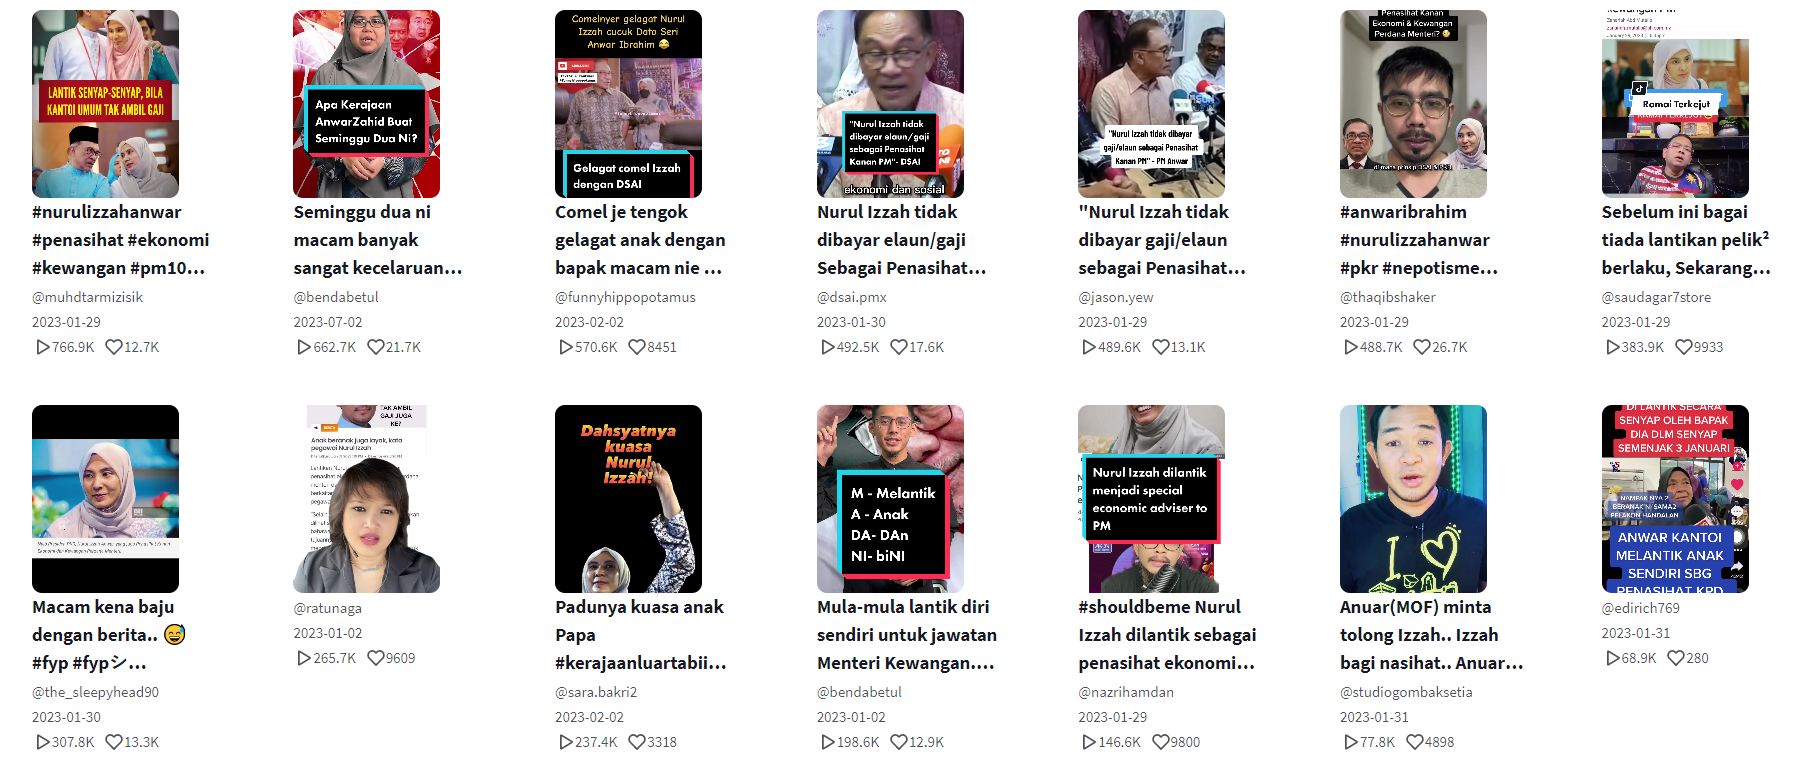 LANTIK SENYAP-SENYAP, BILA
KANTOI UMUM TAK AMBIL GAJI
#nurulizzahanwar
#penasihat #ekonomi
#kewangan #pm10...
@muhdtarmizisik
2023-01-29
766.9K 12.7K
Apa Kerajaan
AnwarZahid Buat
Seminggu Dua Ni?
Seminggu dua ni
macam banyak
sangat kecelaruan...
@bendabetul
2023-07-02
662.7K 21.7K
Comelnyer gelagat Nurul
Izzah cucuk Dato Seri
Anwar Ibrahim 😂
Gelagat comel Izzah
dengan DSAI
Comel je tengok
gelagat anak dengan
bapak macam nie ...
@funnyhippopotamus
2023-02-02
570.6K 8451
"Nurul Izzah tidak
dibayar elaun/gaji
sebagai Penasihat
Kanan PM"- DSAI
ekonomi dan sosial
Nurul Izzah tidak
dibayar elaun/gaji
Sebagai Penasihat...
@dsai.pmx
2023-01-30
492.5K 17.6K
"Nurul Izzah tidak dibayar
gaji/elaun sebagai Penasihat
Kanan PN" - PN Anwar
"Nurul Izzah tidak
dibayar gaji/elaun
sebagai Penasihat...
@jason.yew
2023-01-29
489.6K 13.1K
Penasihat Kanan
Ekonomi & Kewangan
Perdana Menteri?
di mana prinsip DSAI & PKR
#anwaribrahim
#nurulizzahanwar
#pkr #nepotisme...
@thaqibshaker
2023-01-29
488.7K 26.7K
Ramai Terkejut
Sebelum ini bagai
tiada lantikan pelik²
berlaku, Sekarang...
@saudagar7store
2023-01-29
383.9K 9933
Macam kena baju
dengan berita.. 😅
#fyp #fypシ...
@the_sleepyhead90
2023-01-30
307.8K 13.3K
TAK AMBIL
GAJI JUGA
KE?
Anak beranak juga layak, kata
pegawai Nurul Izzah
@ratunaga
2023-01-02
265.7K 9609
Dahsyatnya
kuasa
Nurul
Izzah!
Padunya kuasa anak
Papa
#kerajaanluartabii...
@sara.bakri2
2023-02-02
237.4K 3318
M - Melantik
A - Anak
DA- DAn
NI- biNI
Mula-mula lantik diri
sendiri untuk jawatan
Menteri Kewangan....
@bendabetul
2023-01-02
198.6K 12.9K
Nurul Izzah dilantik
menjadi special
economic adviser to
PM
#shouldbeme Nurul
Izzah dilantik sebagai
penasihat ekonomi...
@nazrihamdan
2023-01-29
146.6K 9800
I
Anuar(MOF) minta
tolong Izzah.. Izzah
bagi nasihat.. Anuar...
@studiogombaksetia
2023-01-31
77.8K 4898
DI LANTIK SECARA
SENYAP OLEH BAPAK
DIA DLM SENYAP
SEMENJAK 3 JANUARI
NAMPAK NYA 2
BERANAK NI SAMA2
PELAKON HANDALAN
ANWAR KANTOI
MELANTIK ANAK
SENDIRI SBG
PENASIHAT KPD
@edirich769
2023-01-31
68.9K 280